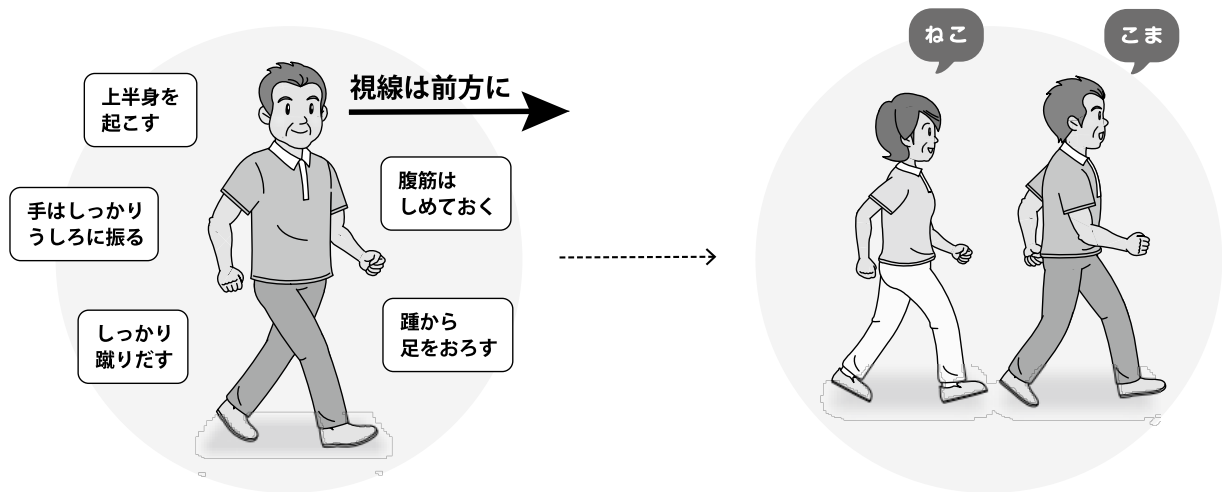 上半身を
起こす
視線は前方に
手はしっかり
うしろに振る
腹筋は
しめておく
しっかり
蹴りだす
踵から
足をおろす
ねこ
こま